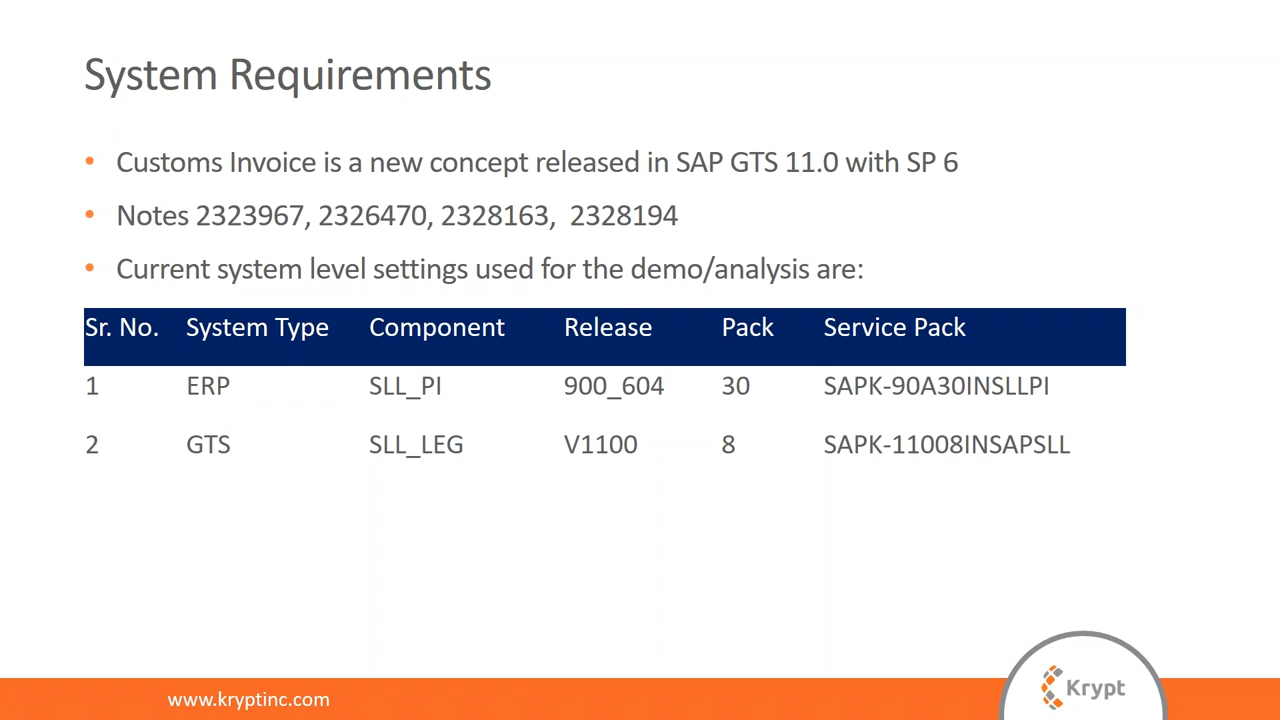 System Requirements
• Customs Invoice is a new concept released in SAP GTS 11.0 with SP 6
• Notes 2323967, 2326470, 2328163,  2328194
• Current system level settings used for the demo/analysis are:
Sr. No. System Type Component Release Pack Service Pack
1 ERP SLL_PI 900_604 30 SAPK-90A30INSLLPI
2 GTS SLL_LEG V1100 8 SAPK-11008INSAPSLL
www.kryptinc.com
Krypt